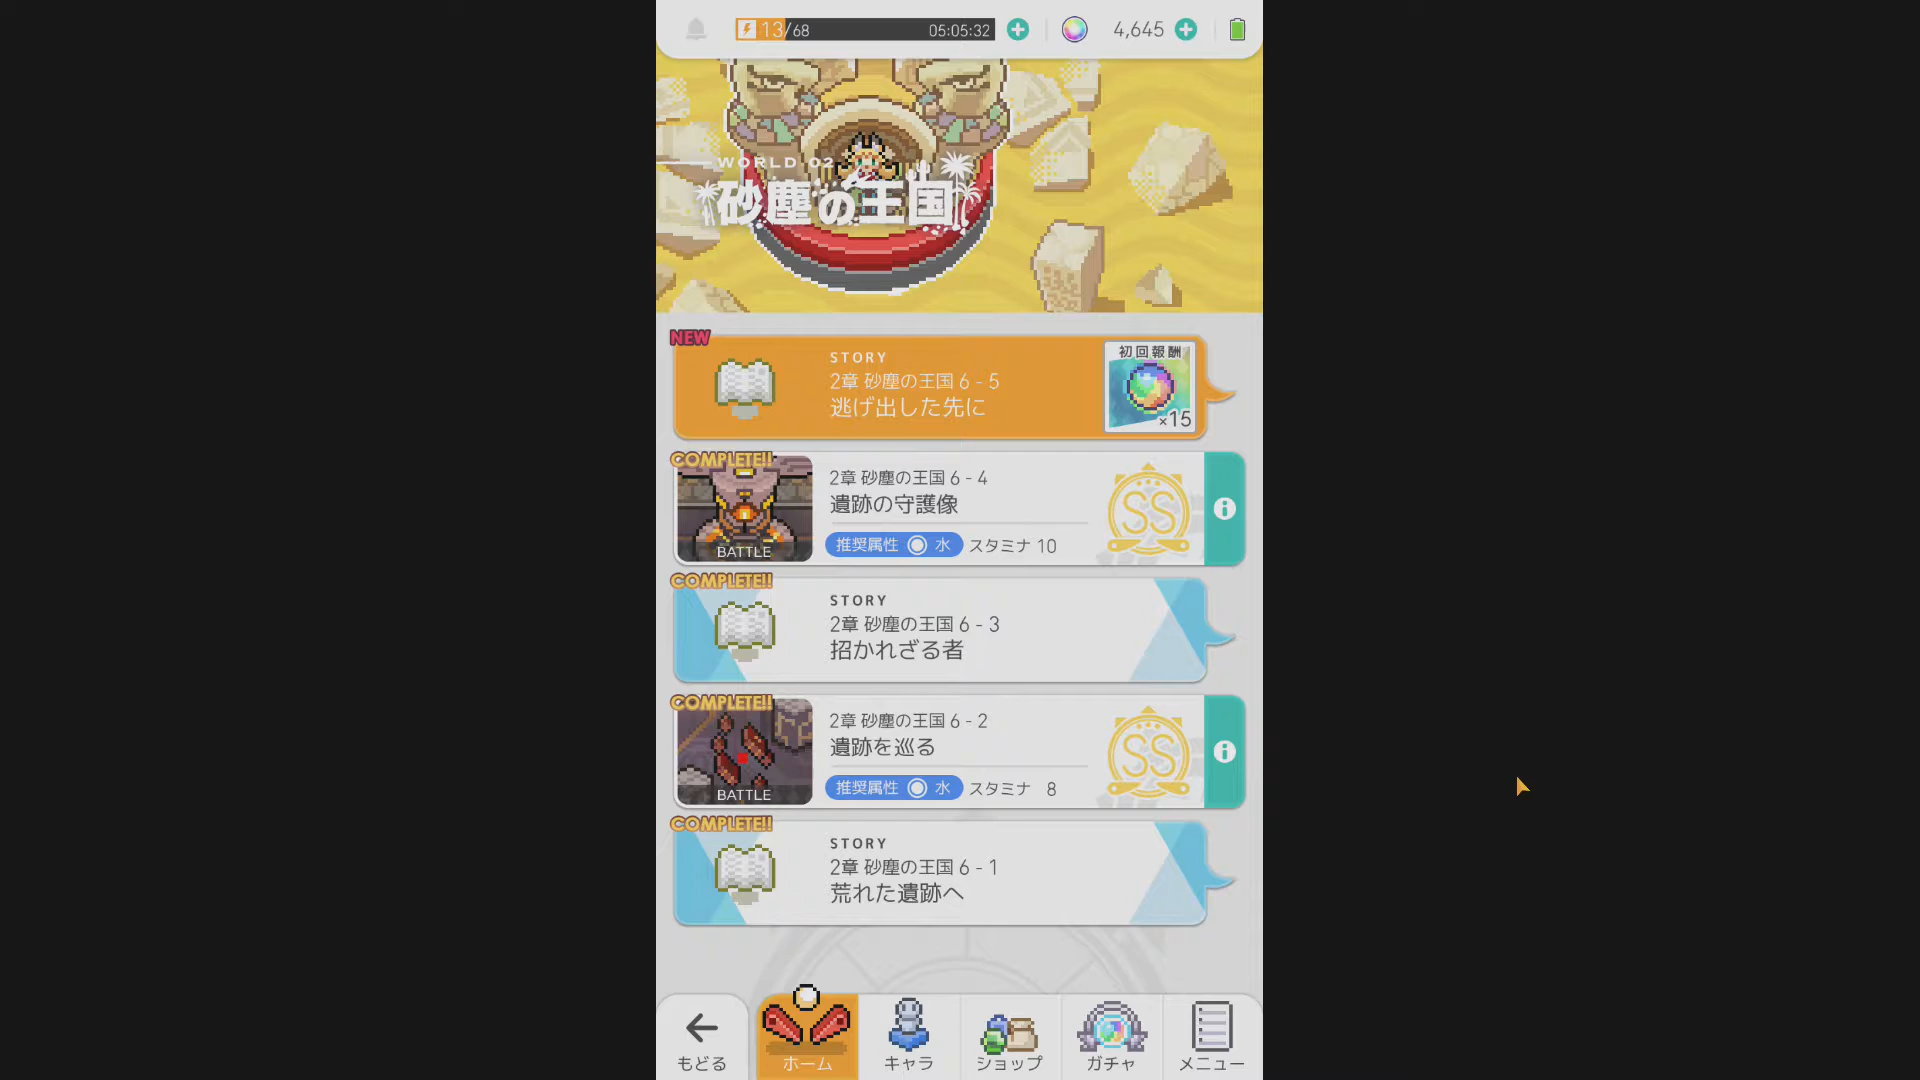 13/68
05:05:32
4,645
WORLD 02
砂塵の王国
NEW
STORY
2章 砂塵の王国 6 - 5
逃げ出した先に
初回報酬
×15
COMPLETE!!
2章 砂塵の王国 6 - 4
遺跡の守護像
BATTLE
推奨属性 水 スタミナ 10
SS
COMPLETE!!
STORY
2章 砂塵の王国 6 - 3
招かれざる者
COMPLETE!!
2章 砂塵の王国 6 - 2
遺跡を巡る
BATTLE
推奨属性 水 スタミナ 8
SS
COMPLETE!!
STORY
2章 砂塵の王国 6 - 1
荒れた遺跡へ
もどる
ホーム
キャラ
ショップ
ガチャ
メニュー